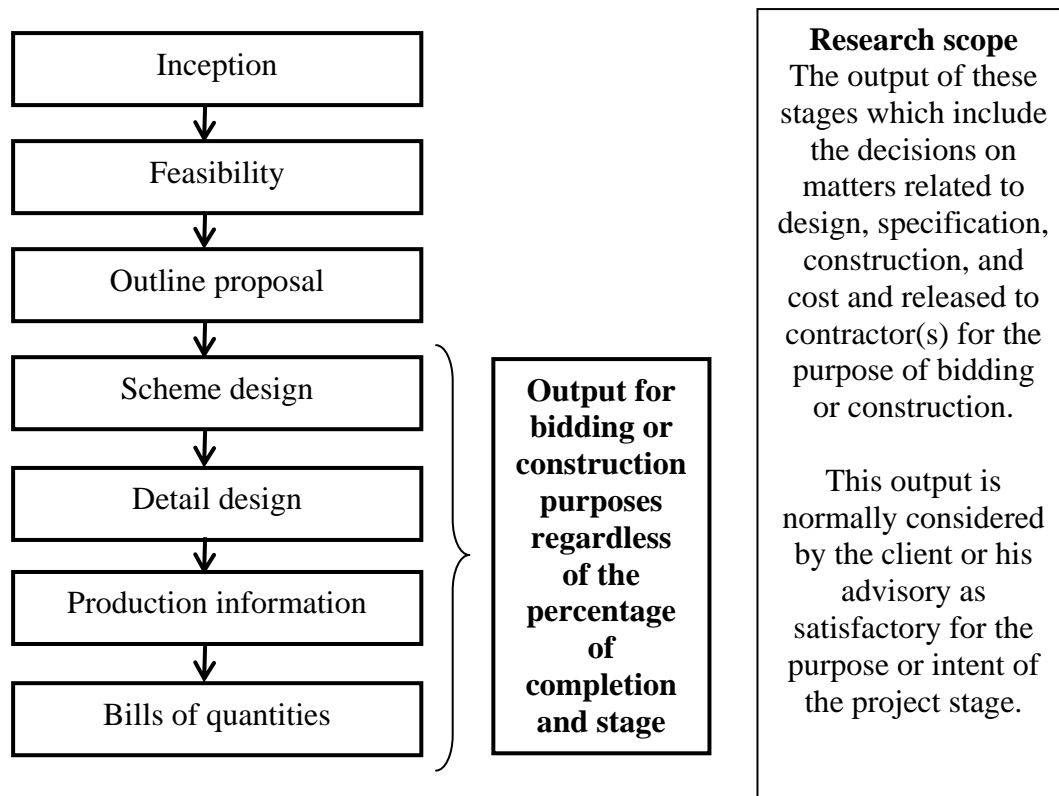 Inception
Feasibility
Outline proposal
Scheme design
Detail design
Production information
Bills of quantities
Output for
bidding or
construction
purposes
regardless
of the
percentage
of
completion
and stage
Research scope
The output of these
stages which include
the decisions on
matters related to
design, specification,
construction, and
cost and released to
contractor(s) for the
purpose of bidding
or construction.
This output is
normally considered
by the client or his
advisory as
satisfactory for the
purpose or intent of
the project stage.